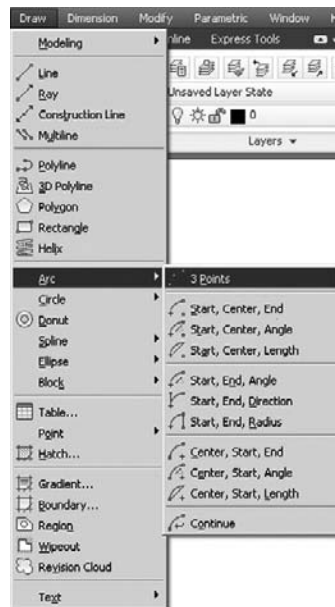 Draw Dimension Modify Parametric Window
Modeling
Express Tools
Line
Ray
Unsaved Layer State
Construction Line
0
Multiline
Layers
Polyline
3D Polyline
Polygon
Rectangle
Helix
Arc
3 Points
Circle
Start, Center, End
Donut
Start, Center, Angle
Spline
Start, Center, Length
Ellipse
Start, End, Angle
Block
Start, End, Direction
Table...
Start, End, Radius
Point
Hatch...
Center, Start, End
Center, Start, Angle
Gradient...
Center, Start, Length
Boundary...
Region
Continue
Wipeout
Revision Cloud
Text